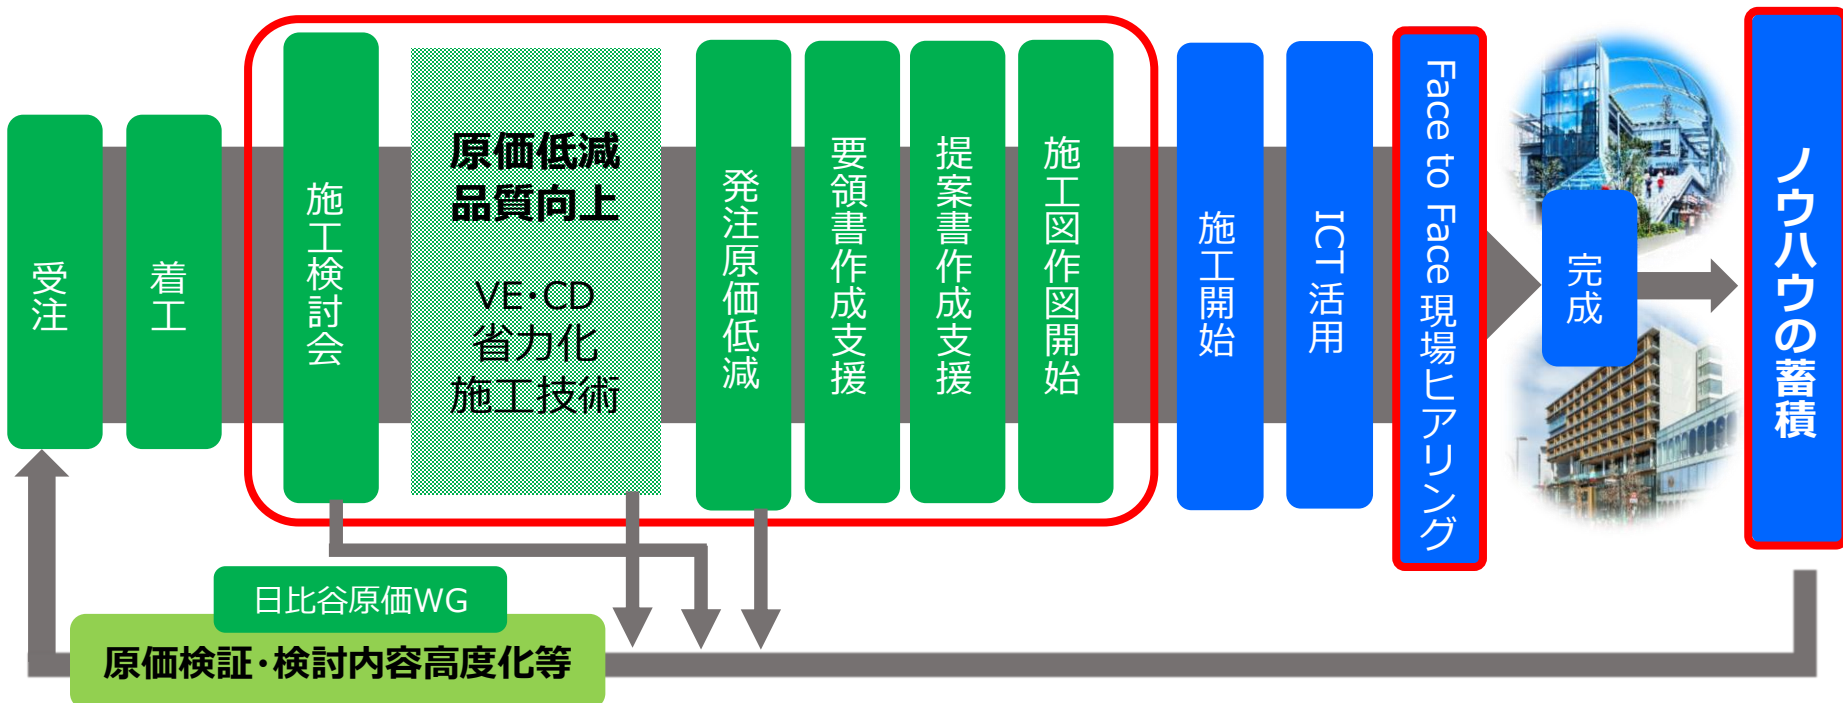 受注
着工
施工検討会
原価低減
品質向上
VE･CD
省力化
施工技術
発注原価低減
要領書作成支援
提案書作成支援
施工図作図開始
施工開始
ICT 活用
Face to Face 現場ヒアリング
完成
ノウハウの蓄積
日比谷原価WG
原価検証･検討内容高度化等